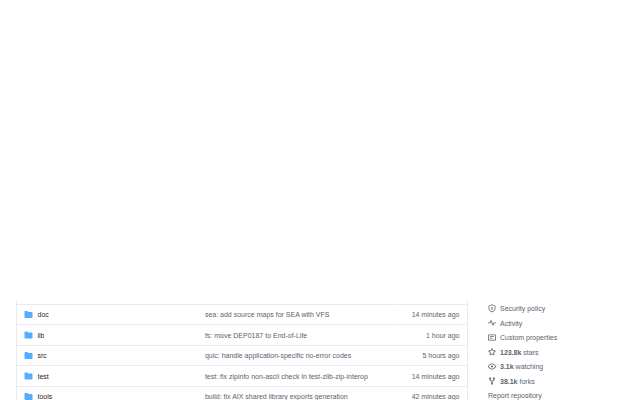 doc sea: add source maps for SEA with VFS 14 minutes ago
lib fs: move DEP0187 to End-of-Life 1 hour ago
src quic: handle application-specific no-error codes 5 hours ago
test test: fix zipinfo non-ascii check in test-zlib-zip-interop 14 minutes ago
tools build: fix AIX shared library exports generation 42 minutes ago
Security policy
Activity
Custom properties
123.8k stars
3.1k watching
38.1k forks
Report repository